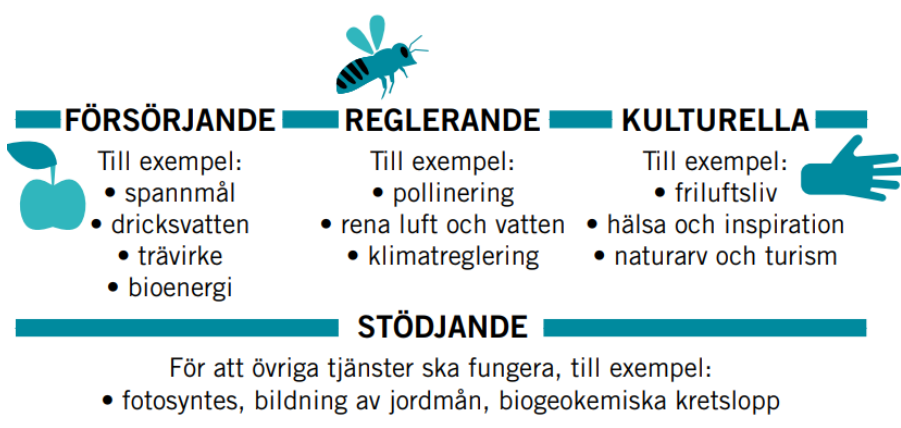 FÖRSÖRJANDE
Till exempel:
• spannmål
• dricksvatten
• trävirke
• bioenergi
REGLERANDE
Till exempel:
• pollinering
• rena luft och vatten
• klimatreglering
KULTURELLA
Till exempel:
• friluftsliv
• hälsa och inspiration
• naturarv och turism
STÖDJANDE
För att övriga tjänster ska fungera, till exempel:
• fotosyntes, bildning av jordmån, biogeokemiska kretslopp